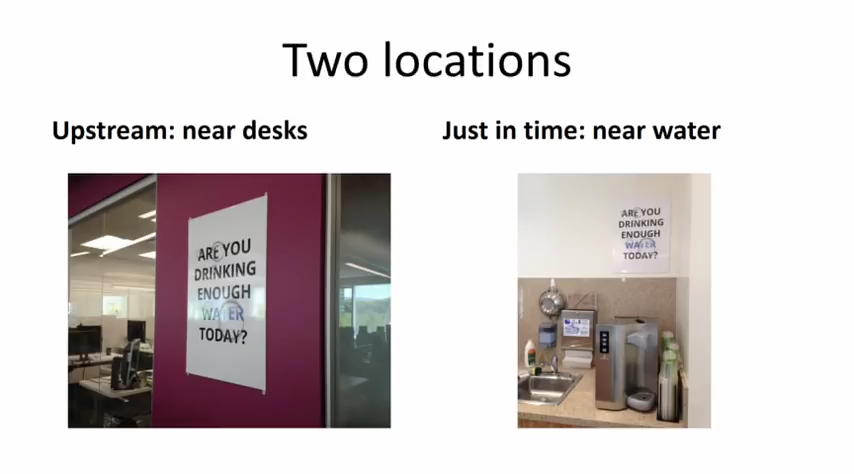 Two locations
Upstream: near desks
Just in time: near water
ARE YOU
DRINKING
ENOUGH
WATER
TODAY?
ARE YOU
DRINKING
ENOUGH
WATER
TODAY?